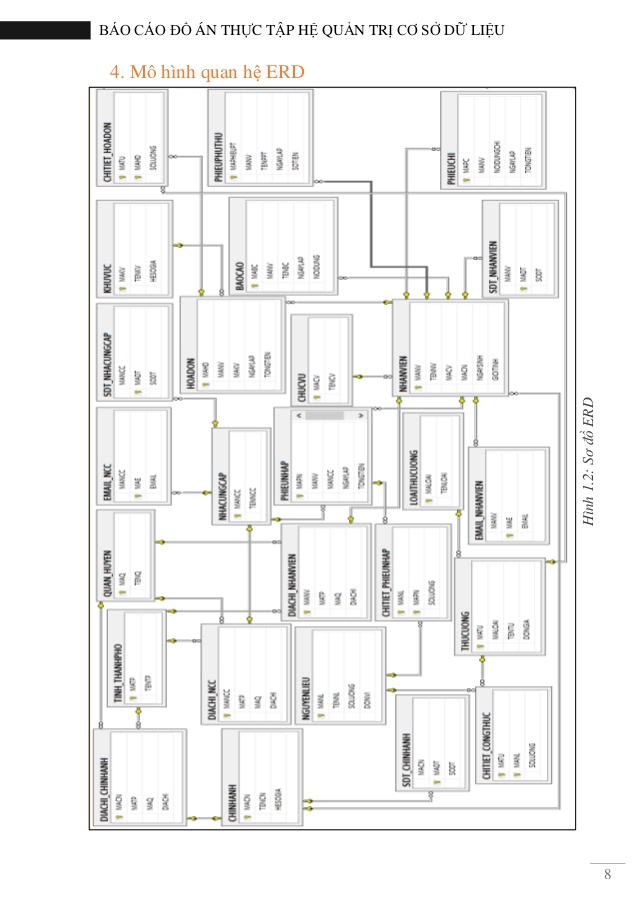 BÁO CÁO ĐỒ ÁN THỰC TẬP HỆ QUẢN TRỊ CƠ SỞ DỮ LIỆU
4. Mô hình quan hệ ERD
DIACHI_CHINHANH
MACN
MATP
MAQ
DIACHI
TINH_THANHPHO
MATP
TENTP
QUAN_HUYEN
MAQ
TENQ
EMAIL_NCC
MANCC
MAE
EMAIL
SDT_NHACUNGCAP
MANCC
MADT
SODT
KHUVUC
MAKV
TENKV
HESOGIA
CHITIET_HOADON
MATU
MAHD
SOLUONG
CHINHANH
MACN
TENCN
HESOGIA
DIACHI_NCC
MANCC
MATP
MAQ
DIACHI
NHACUNGCAP
MANCC
TENNCC
HOADON
MAHD
MANV
MAKV
NGAYLAP
TONGTIEN
BAOCAO
MABC
MANV
TENBC
NGAYLAP
NOIDUNG
PHIEUPHUTHU
MAPHIEUPT
MANV
TENPPT
NGAYLAP
SOTIEN
NGUYENLIEU
MANL
TENNL
SOLUONG
DONVI
DIACHI_NHANVIEN
MANV
MATP
MAQ
DIACHI
PHIEUNHAP
MAPN
MANV
MANCC
NGAYLAP
TONGTIEN
CHUCVU
MACV
TENCV
CHITIET_PHIEUNHAP
MANL
MAPN
SOLUONG
SDT_CHINHANH
MACN
MADT
SODT
LOAITHUCUONG
MALOAI
TENLOAI
NHANVIEN
MANV
TENNV
MACV
MACN
NGAYSINH
GIOITINH
CHITIET_CONGTHUC
MATU
MANL
SOLUONG
THUCUONG
MATU
MALOAI
TENTU
DONGIA
EMAIL_NHANVIEN
MANV
MAE
EMAIL
SDT_NHANVIEN
MANV
MADT
SODT
PHIEUCHI
MAPC
MANV
NOIDUNGCHI
NGAYLAP
TONGTIEN
Hình 1.2: Sơ đồ ERD
8